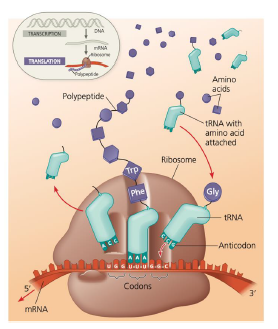 DNA
TRANSCRIPTION
mRNA
Ribosome
TRANSLATION
Polypeptide
Amino
acids
Polypeptide
tRNA with
amino acid
attached
Ribosome
Trp
Phe
Gly
tRNA
Anticodon
A C C
A A A
U G G U U U G G C
Codons
5′
mRNA
3′